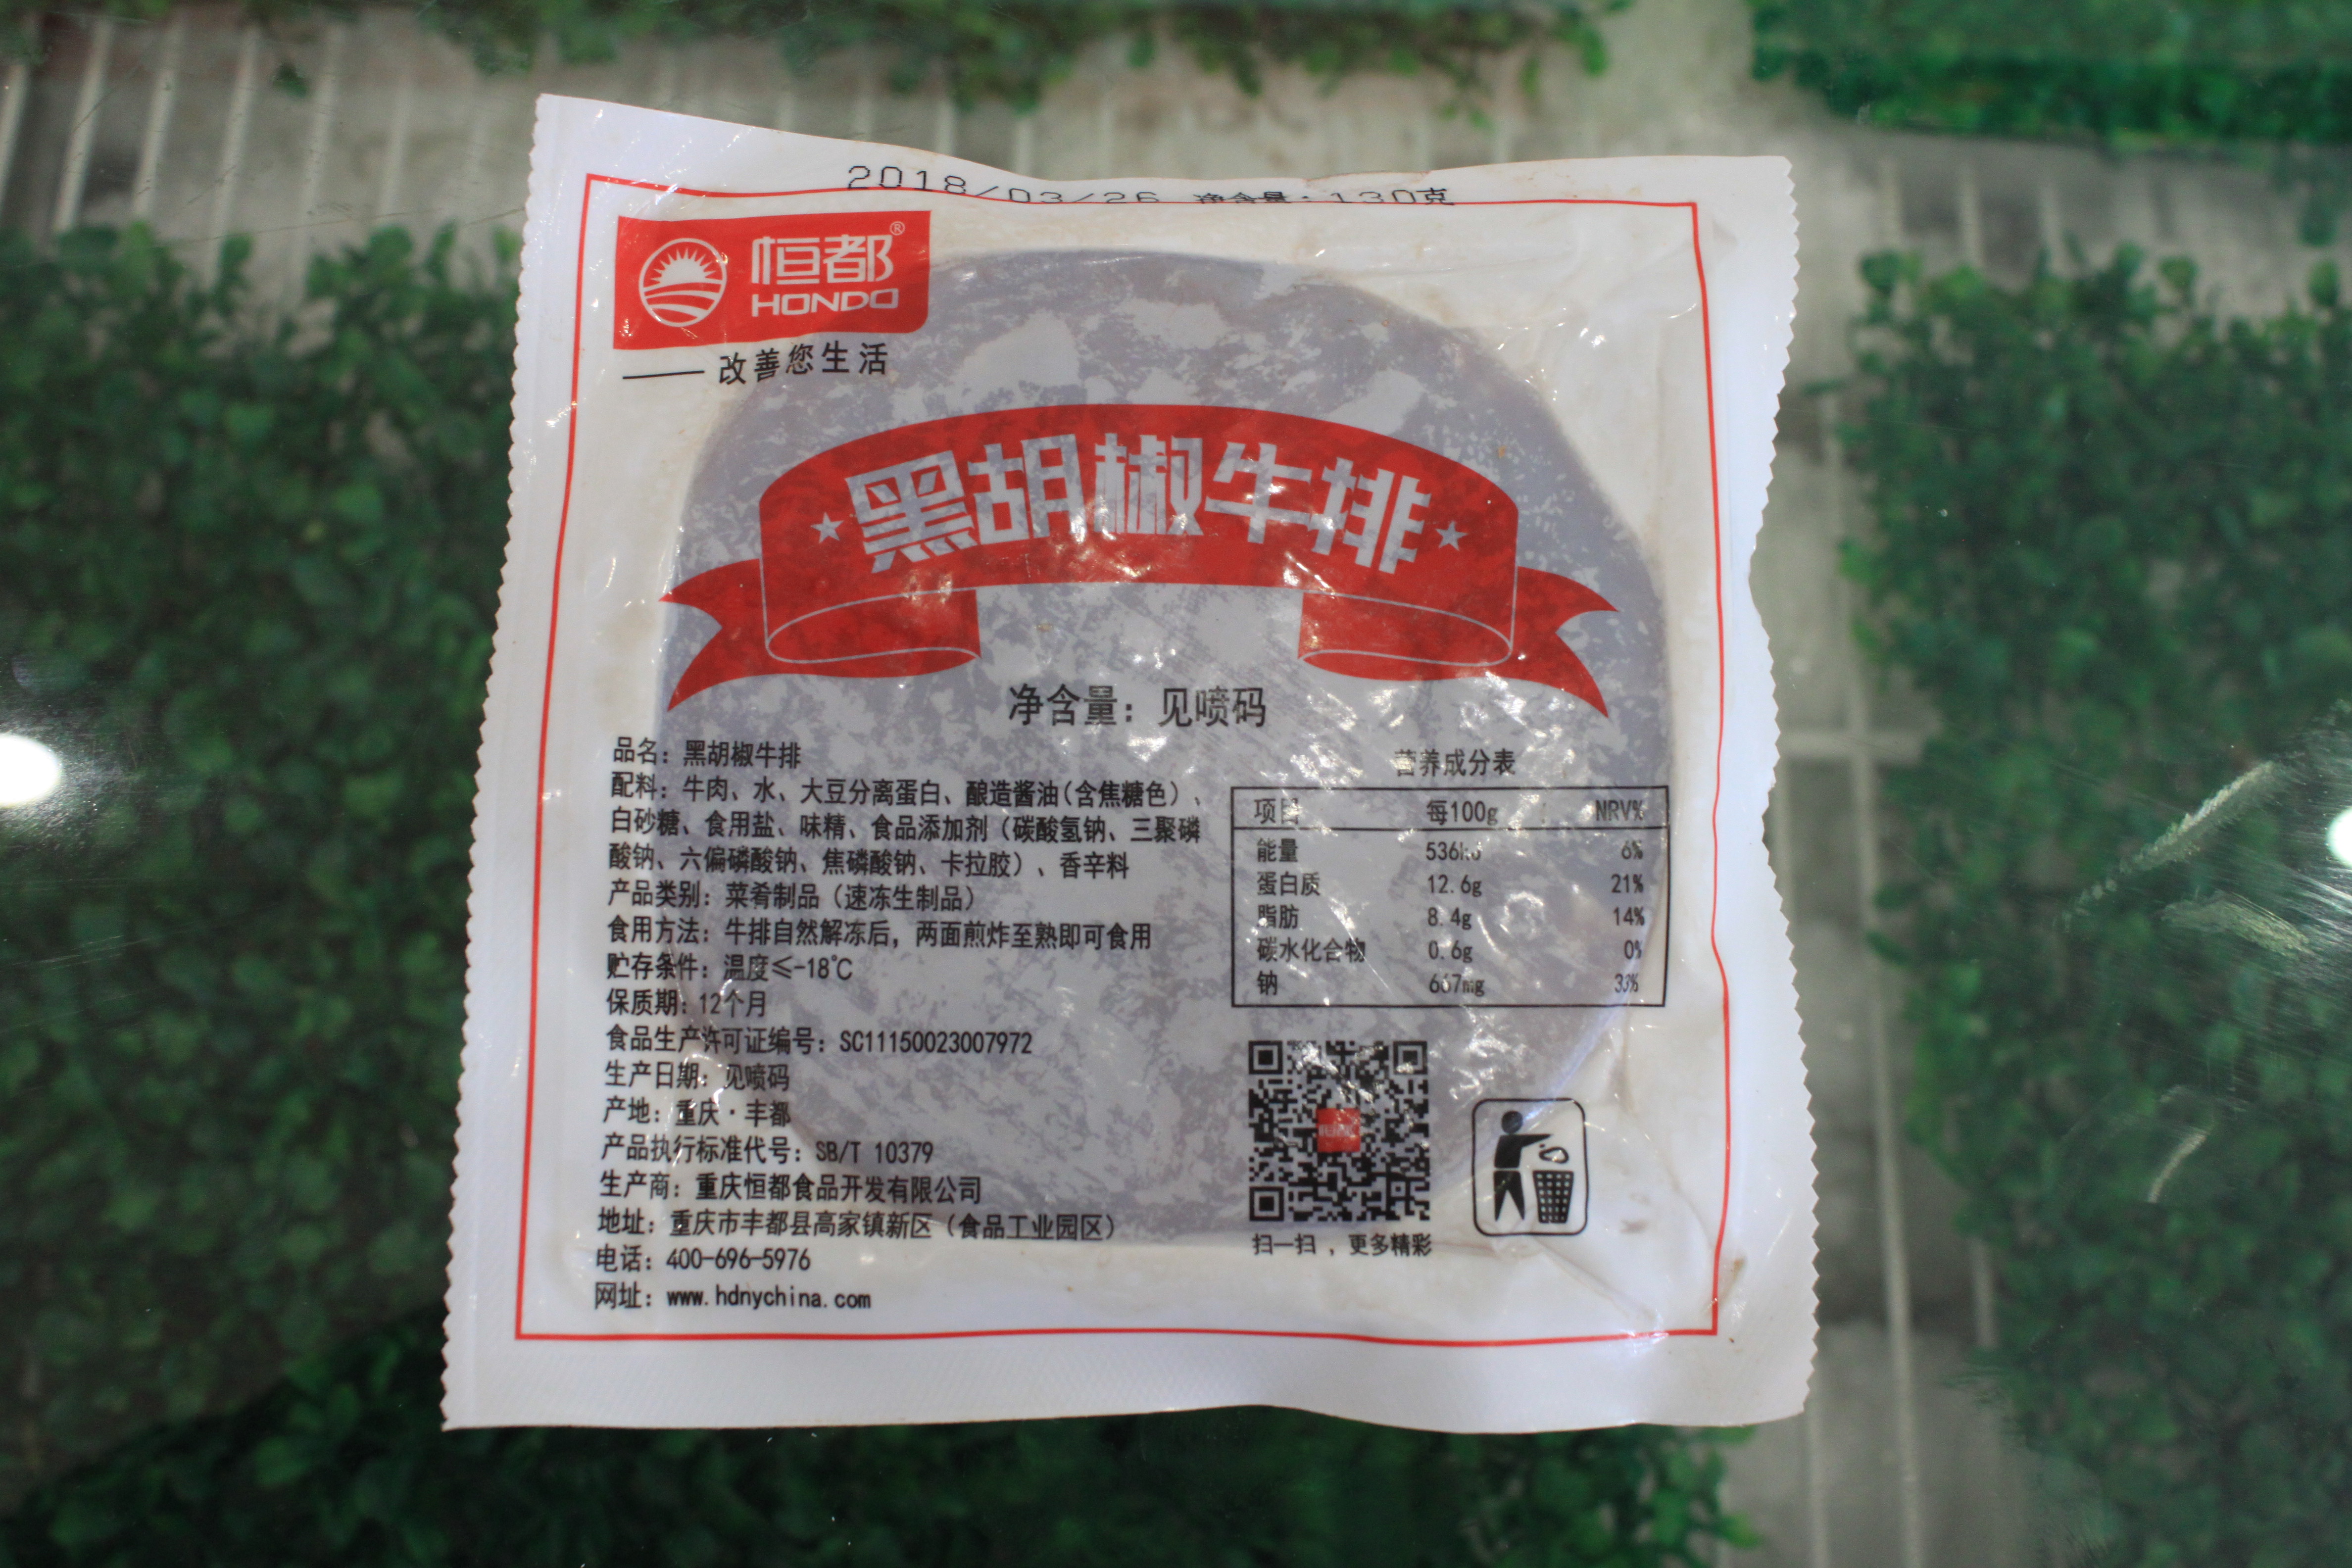 2018/03/26 净含量：130克
恒都®
HONDO
——改善您生活
★黑胡椒牛排★
净含量：见喷码
品名：黑胡椒牛排
配料：牛肉、水、大豆分离蛋白、酿造酱油（含焦糖色）、
白砂糖、食用盐、味精、食品添加剂（碳酸氢钠、三聚磷
酸钠、六偏磷酸钠、焦磷酸钠、卡拉胶）、香辛料
产品类别：菜肴制品（速冻生制品）
食用方法：牛排自然解冻后，两面煎炸至熟即可食用
贮存条件：温度≤-18℃
保质期：12个月
食品生产许可证编号：SC11150023007972
生产日期：见喷码
产地：重庆·丰都
产品执行标准代号：SB/T 10379
生产商：重庆恒都食品开发有限公司
地址：重庆市丰都县高家镇新区（食品工业园区）
电话：400-696-5976
网址：www.hdnychina.com
营养成分表
项目 每100g NRV%
能量 536kJ 6%
蛋白质 12.6g 21%
脂肪 8.4g 14%
碳水化合物 0.6g 0%
钠 667mg 33%
扫一扫，更多精彩